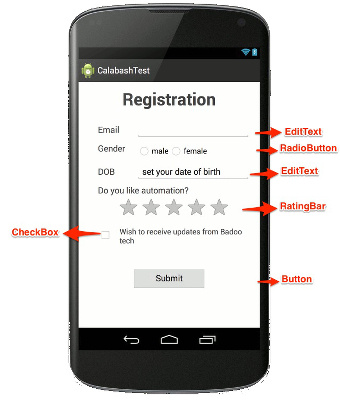 CalabashTest
Registration
Email
EditText
Gender
male
female
RadioButton
DOB
set your date of birth
EditText
Do you like automation?
RatingBar
CheckBox
Wish to receive updates from Badoo
tech
Submit
Button